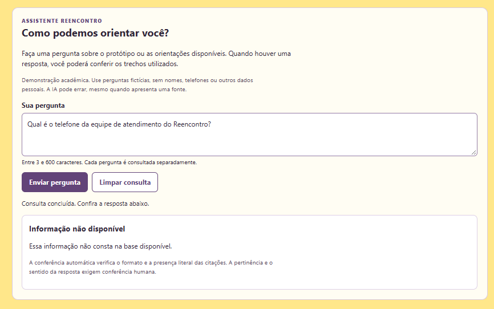 ASSISTENTE REENCONTRO
Como podemos orientar você?
Faça uma pergunta sobre o protótipo ou as orientações disponíveis. Quando houver uma
resposta, você poderá conferir os trechos utilizados.
Demonstração acadêmica. Use perguntas fictícias, sem nomes, telefones ou outros dados
pessoais. A IA pode errar, mesmo quando apresenta uma fonte.
Sua pergunta
Qual é o telefone da equipe de atendimento do Reencontro?
Entre 3 e 600 caracteres. Cada pergunta é consultada separadamente.
Enviar pergunta Limpar consulta
Consulta concluída. Confira a resposta abaixo.
Informação não disponível
Essa informação não consta na base disponível.
A conferência automática verifica o formato e a presença literal das citações. A pertinência e o
sentido da resposta exigem conferência humana.